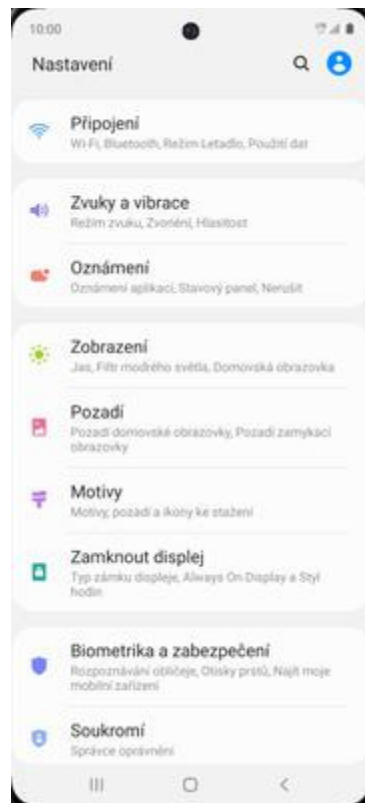 10:00
Nastavení
Připojení
Wi-Fi, Bluetooth, Režim Letadlo, Použití dat
Zvuky a vibrace
Režim zvuku, Zvonění, Hlasitost
Oznámení
Oznámení aplikací, Stavový panel, Nerušit
Zobrazení
Jas, Filtr modrého světla, Domovská obrazovka
Pozadí
Pozadí domovské obrazovky, Pozadí zamykací
obrazovky
Motivy
Motivy, pozadí a ikony ke stažení
Zamknout displej
Typ zámku displeje, Always On Display a Styl
hodin
Biometrika a zabezpečení
Rozpoznávání obličeje, Otisky prstů, Najít moje
mobilní zařízení
Soukromí
Správce oprávnění